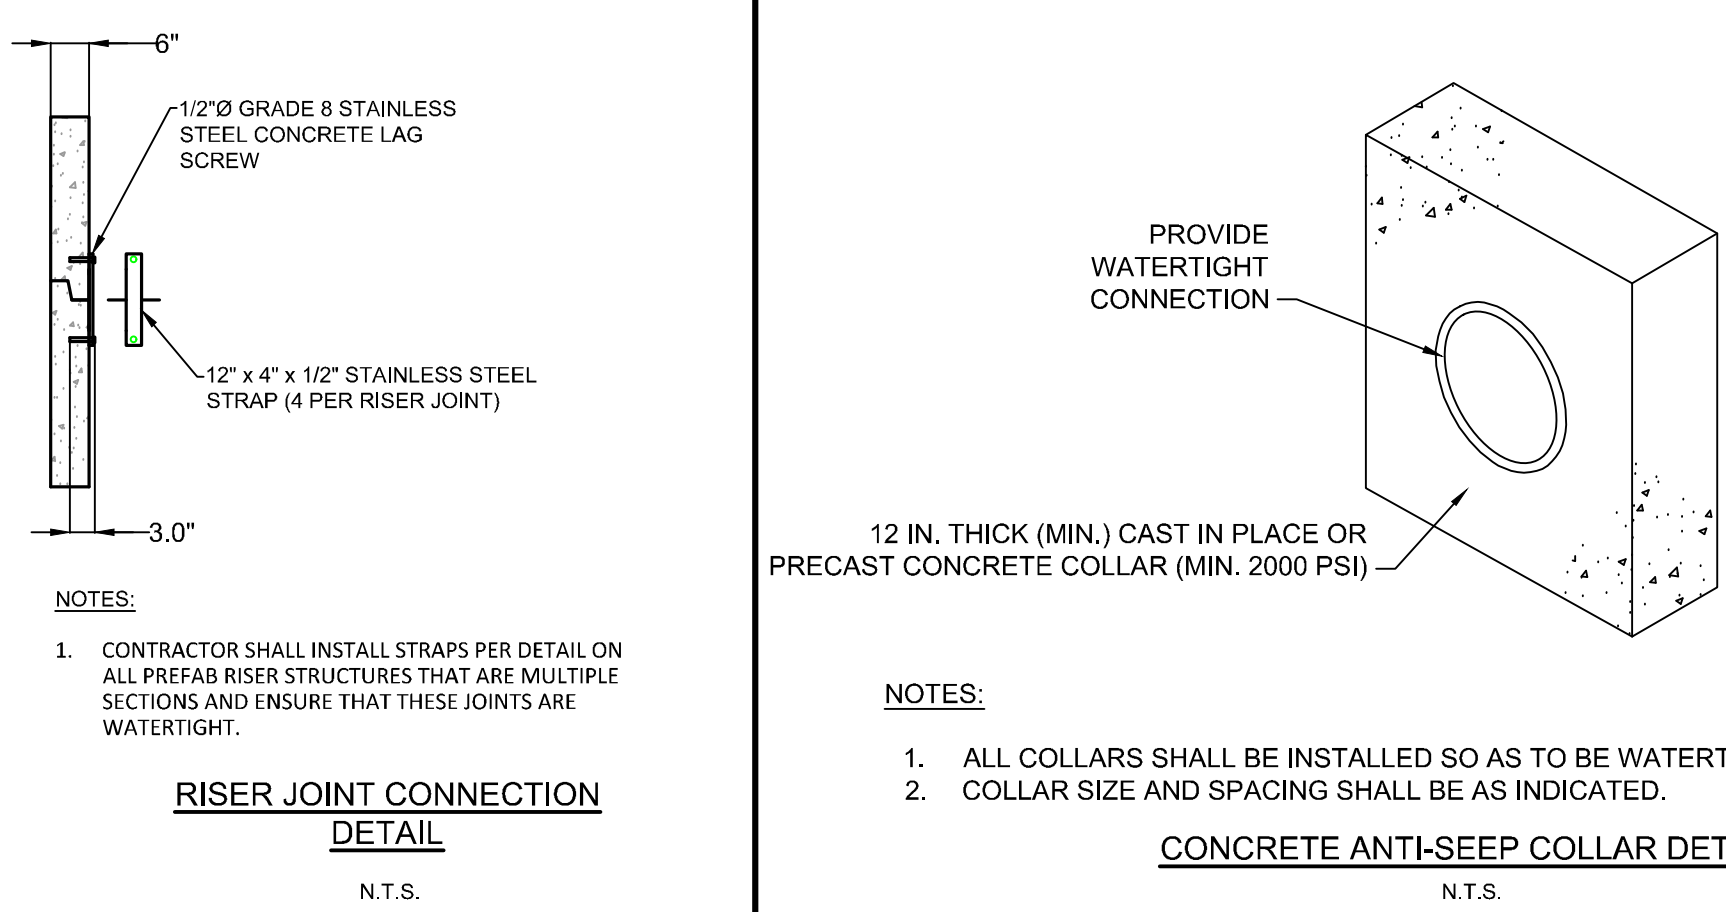 6"
1/2"Ø GRADE 8 STAINLESS
STEEL CONCRETE LAG
SCREW
12" x 4" x 1/2" STAINLESS STEEL
STRAP (4 PER RISER JOINT)
3.0"
NOTES:
1. CONTRACTOR SHALL INSTALL STRAPS PER DETAIL ON
ALL PREFAB RISER STRUCTURES THAT ARE MULTIPLE
SECTIONS AND ENSURE THAT THESE JOINTS ARE
WATERTIGHT.
RISER JOINT CONNECTION
DETAIL
N.T.S.
PROVIDE
WATERTIGHT
CONNECTION
12 IN. THICK (MIN.) CAST IN PLACE OR
PRECAST CONCRETE COLLAR (MIN. 2000 PSI)
NOTES:
1. ALL COLLARS SHALL BE INSTALLED SO AS TO BE WATERT
2. COLLAR SIZE AND SPACING SHALL BE AS INDICATED.
CONCRETE ANTI-SEEP COLLAR DET
N.T.S.